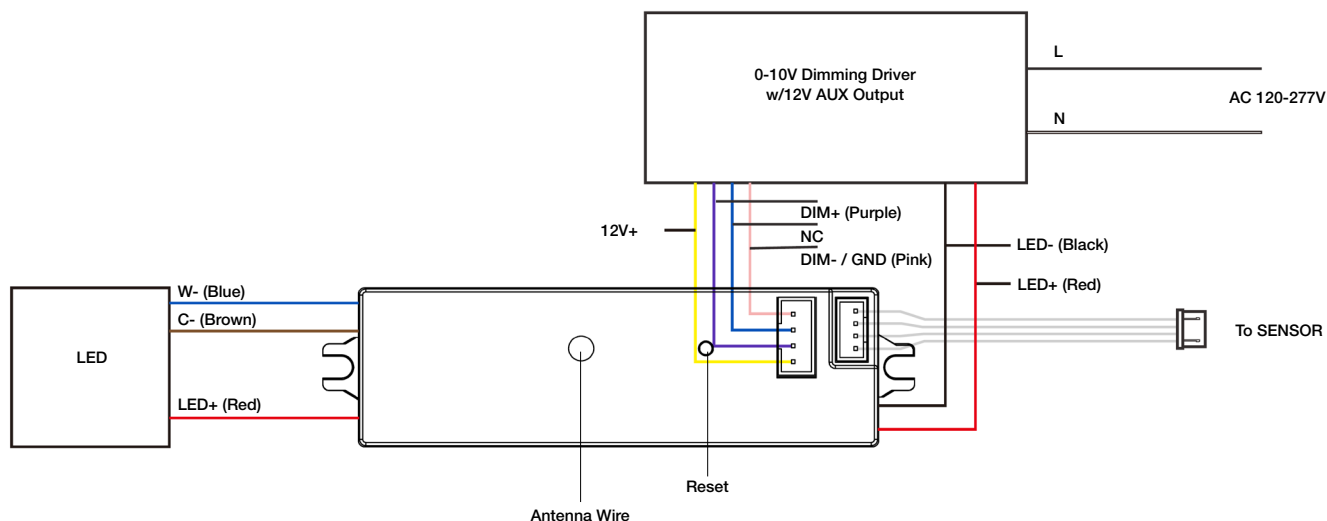 0-10V Dimming Driver
w/12V AUX Output
L
AC 120-277V
N
12V+
DIM+ (Purple)
NC
DIM- / GND (Pink)
LED- (Black)
LED+ (Red)
W- (Blue)
C- (Brown)
LED
LED+ (Red)
To SENSOR
Reset
Antenna Wire